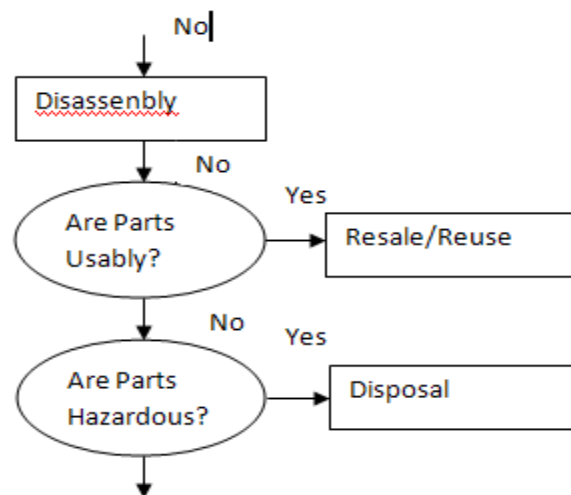 No
Disassenbly
No
Yes
Are Parts
Usably?
Resale/Reuse
No
Yes
Are Parts
Hazardous?
Disposal